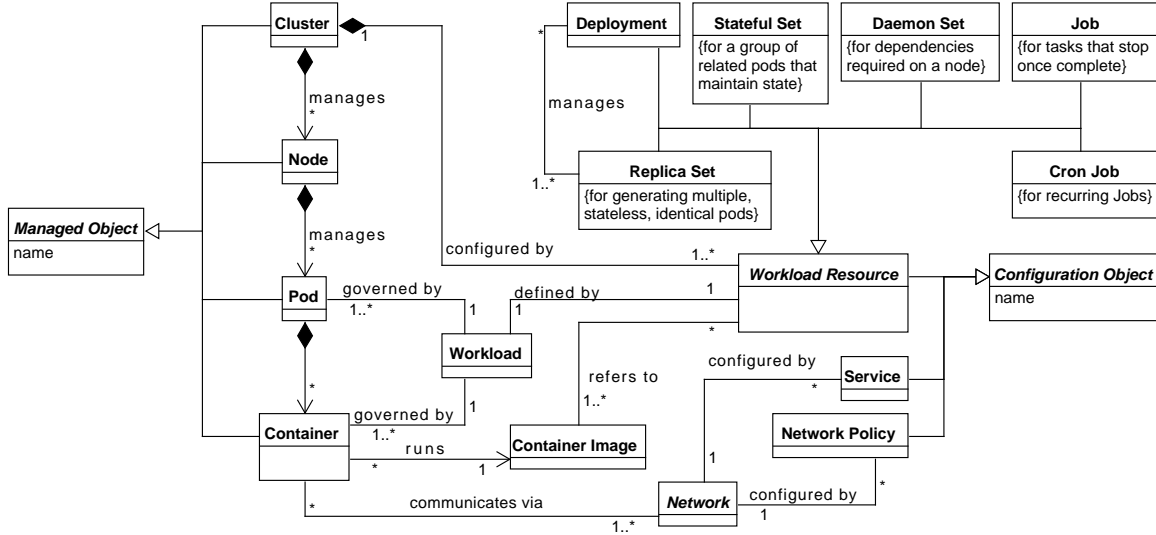 Cluster
1
manages
*
Node
manages
*
Managed Object
name
Pod
governed by
1..*
1
Workload
defined by
1
1
configured by
1..*
*
Container
governed by
1..*
1
runs
*
1
Container Image
refers to
1..*
*
communicates via
*
1..*
Network
configured by
1
*
configured by
1
*
Service
Network Policy
Deployment
*
manages
1..*
Stateful Set
{for a group of
related pods that
maintain state}
Daemon Set
{for dependencies
required on a node}
Job
{for tasks that stop
once complete}
Replica Set
{for generating multiple,
stateless, identical pods}
Cron Job
{for recurring Jobs}
Workload Resource
Configuration Object
name